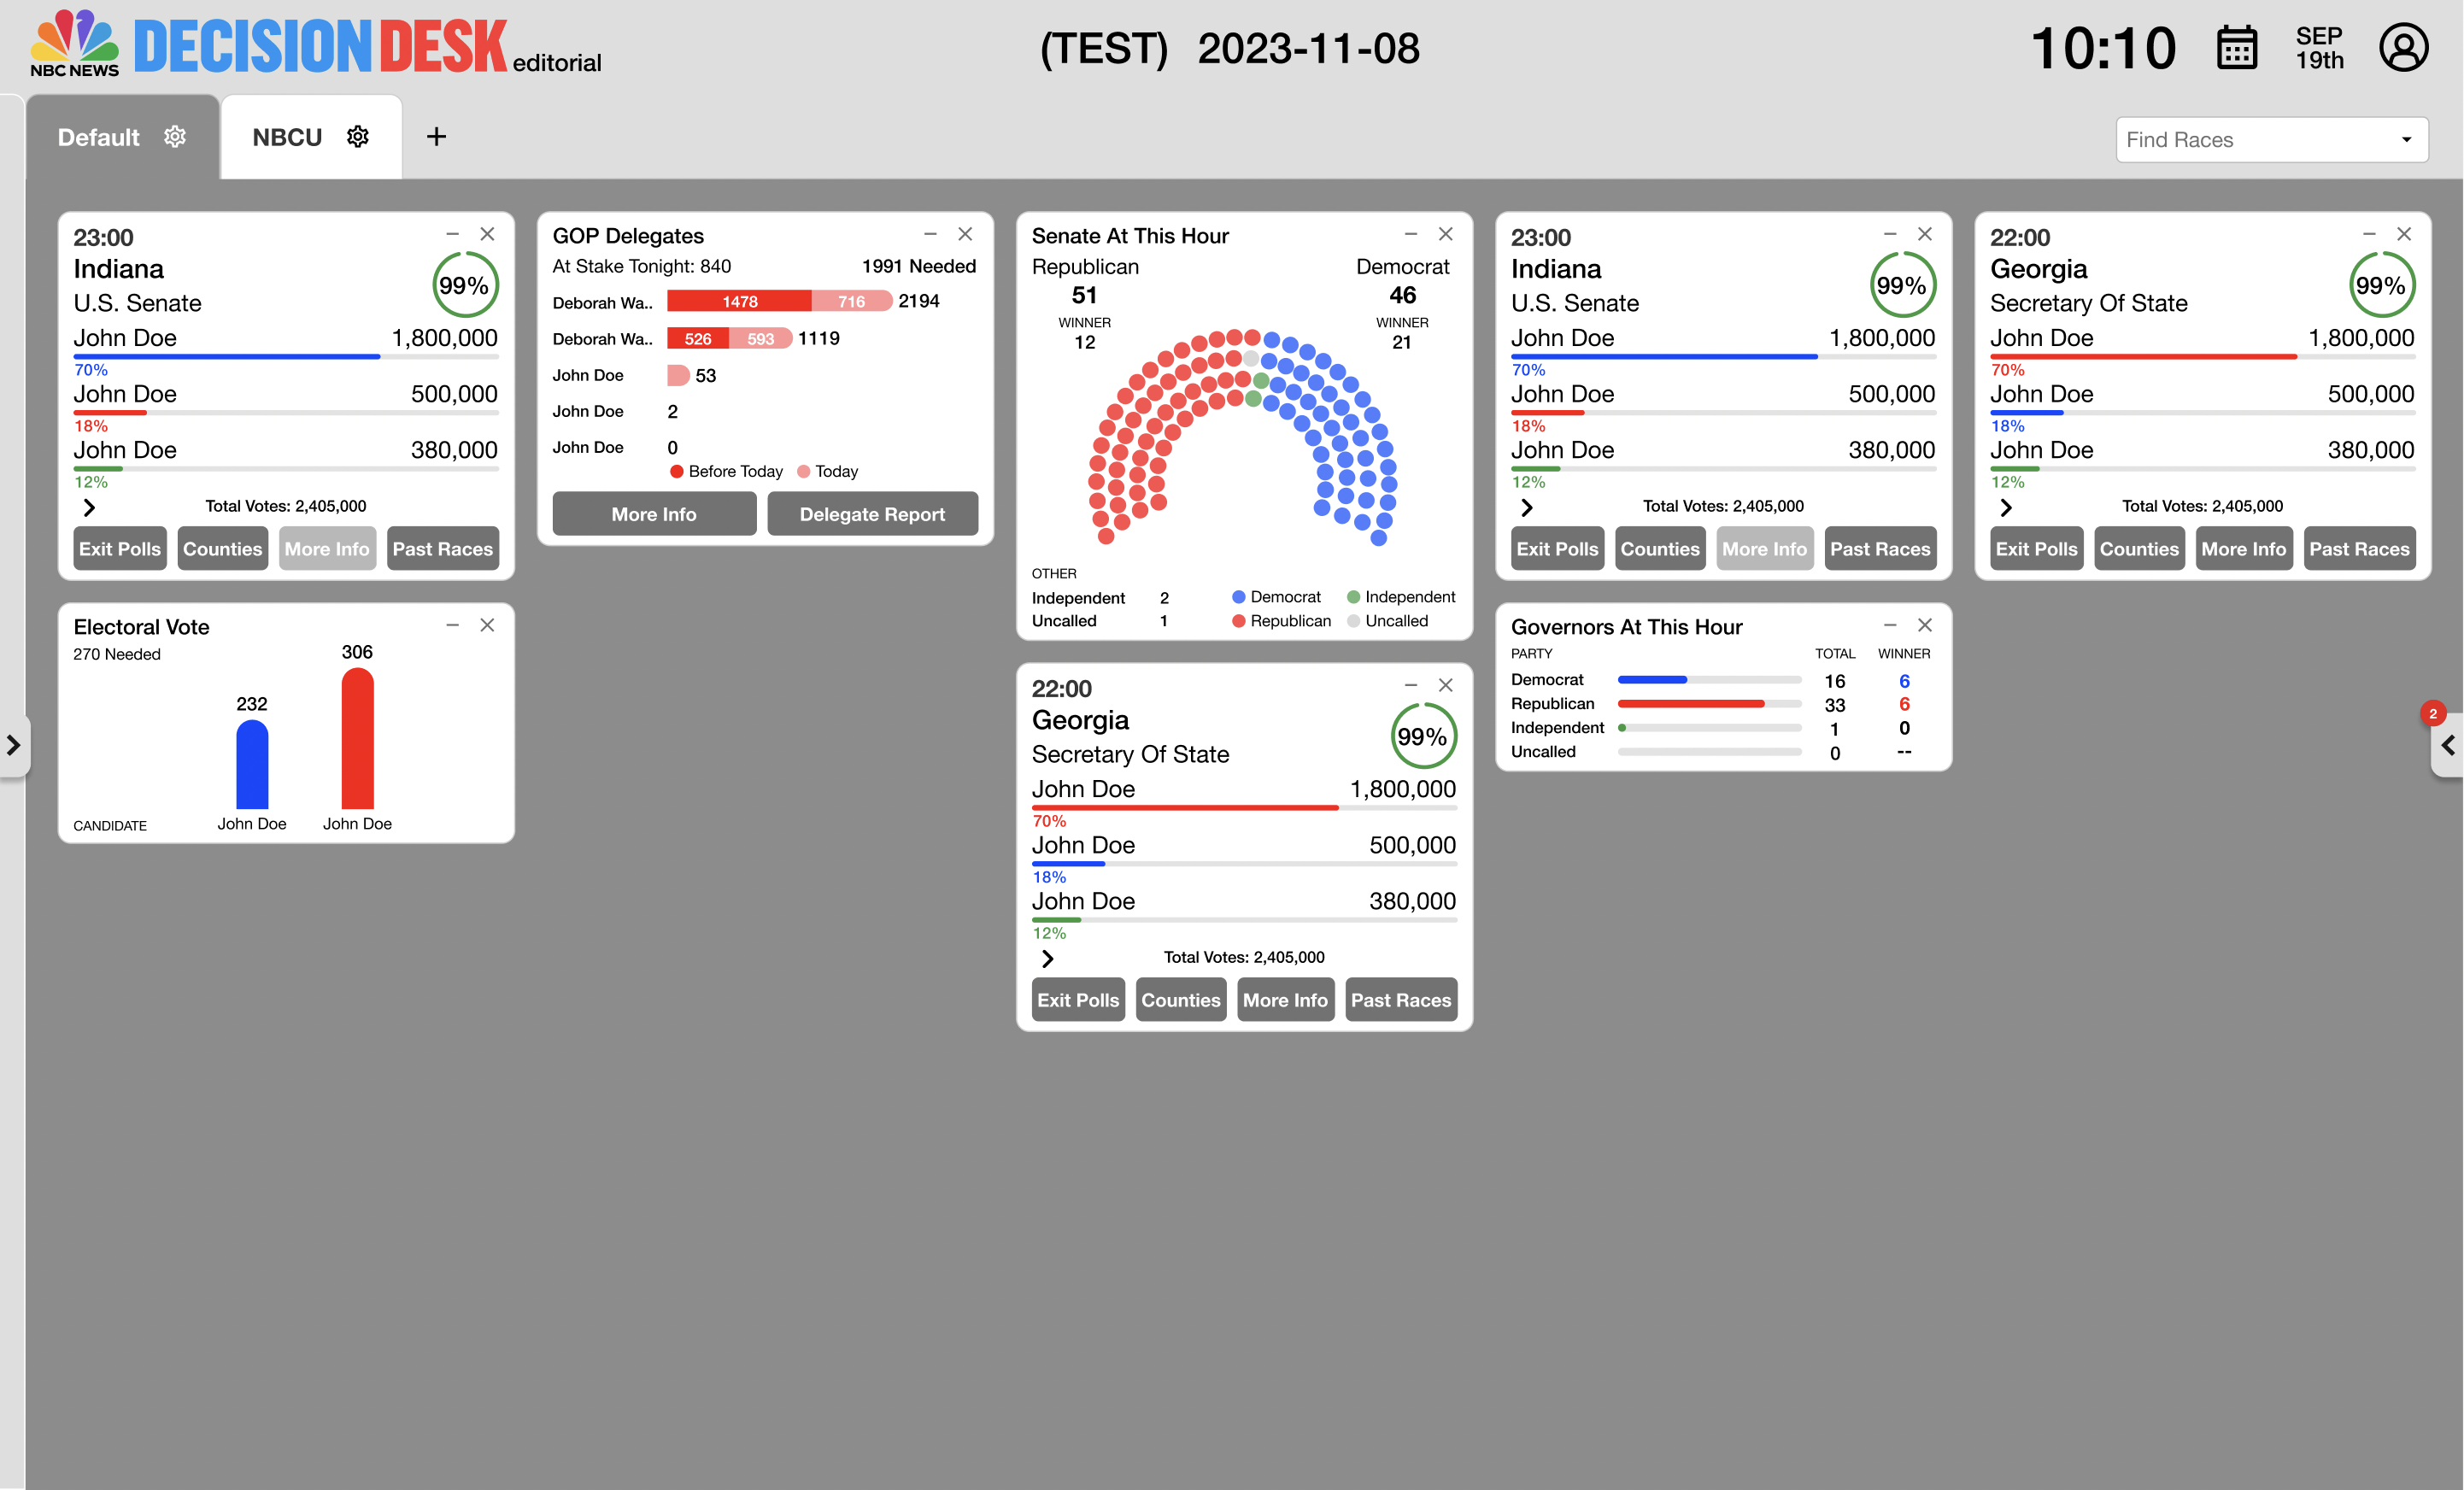 NBC NEWS
DECISION DESK editorial
(TEST) 2023-11-08
10:10
SEP
19th
Default
NBCU
+
Find Races
23:00
Indiana
U.S. Senate
99%
John Doe 1,800,000
70%
John Doe 500,000
18%
John Doe 380,000
12%
Total Votes: 2,405,000
Exit Polls Counties More Info Past Races
Electoral Vote
270 Needed
232
306
CANDIDATE John Doe John Doe
GOP Delegates
At Stake Tonight: 840 1991 Needed
Deborah Wa.. 1478 716 2194
Deborah Wa.. 526 593 1119
John Doe 53
John Doe 2
John Doe 0
Before Today Today
More Info Delegate Report
Senate At This Hour
Republican Democrat
51 46
WINNER WINNER
12 21
OTHER
Independent 2 Democrat Independent
Uncalled 1 Republican Uncalled
22:00
Georgia
Secretary Of State
99%
John Doe 1,800,000
70%
John Doe 500,000
18%
John Doe 380,000
12%
Total Votes: 2,405,000
Exit Polls Counties More Info Past Races
23:00
Indiana
U.S. Senate
99%
John Doe 1,800,000
70%
John Doe 500,000
18%
John Doe 380,000
12%
Total Votes: 2,405,000
Exit Polls Counties More Info Past Races
Governors At This Hour
PARTY TOTAL WINNER
Democrat 16 6
Republican 33 6
Independent 1 0
Uncalled 0 --
22:00
Georgia
Secretary Of State
99%
John Doe 1,800,000
70%
John Doe 500,000
18%
John Doe 380,000
12%
Total Votes: 2,405,000
Exit Polls Counties More Info Past Races
2